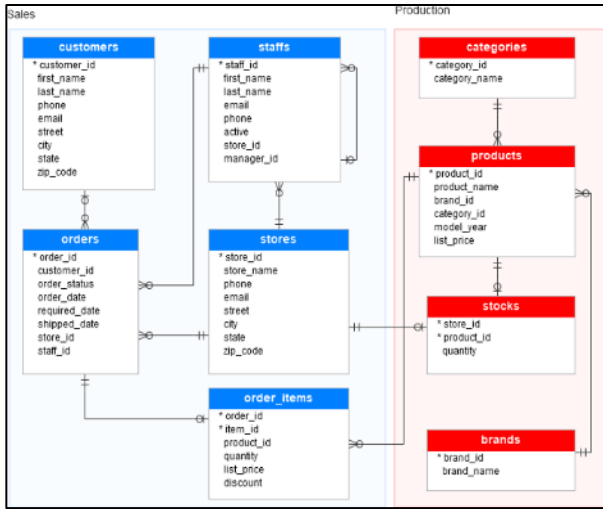 Sales
Production
customers
* customer_id
first_name
last_name
phone
email
street
city
state
zip_code
staffs
* staff_id
first_name
last_name
email
phone
active
store_id
manager_id
categories
* category_id
category_name
products
* product_id
product_name
brand_id
category_id
model_year
list_price
orders
* order_id
customer_id
order_status
order_date
required_date
shipped_date
store_id
staff_id
stores
* store_id
store_name
phone
email
street
city
state
zip_code
stocks
* store_id
* product_id
quantity
order_items
* order_id
* item_id
product_id
quantity
list_price
discount
brands
* brand_id
brand_name